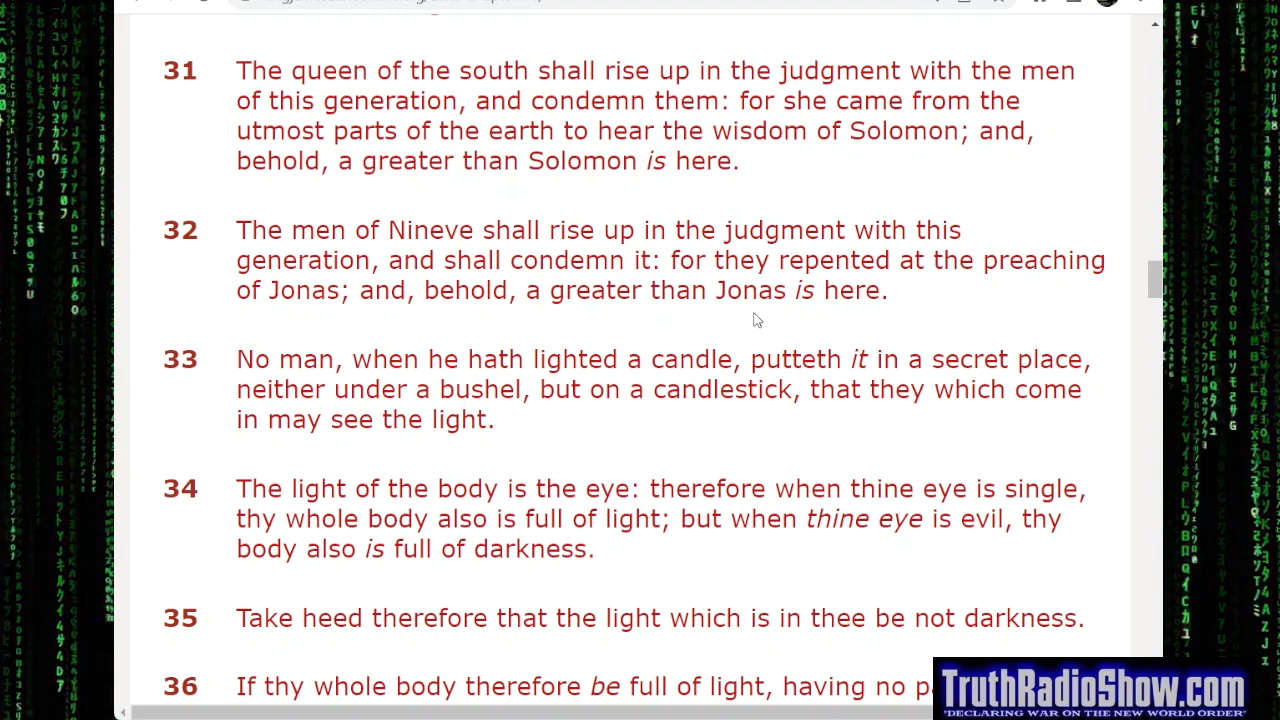 31 The queen of the south shall rise up in the judgment with the men
of this generation, and condemn them: for she came from the
utmost parts of the earth to hear the wisdom of Solomon; and,
behold, a greater than Solomon is here.
32 The men of Nineve shall rise up in the judgment with this
generation, and shall condemn it: for they repented at the preaching
of Jonas; and, behold, a greater than Jonas is here.
33 No man, when he hath lighted a candle, putteth it in a secret place,
neither under a bushel, but on a candlestick, that they which come
in may see the light.
34 The light of the body is the eye: therefore when thine eye is single,
thy whole body also is full of light; but when thine eye is evil, thy
body also is full of darkness.
35 Take heed therefore that the light which is in thee be not darkness.
36 If thy whole body therefore be full of light, having no
TruthRadioShow.com
"DECLARING WAR ON THE NEW WORLD ORDER"